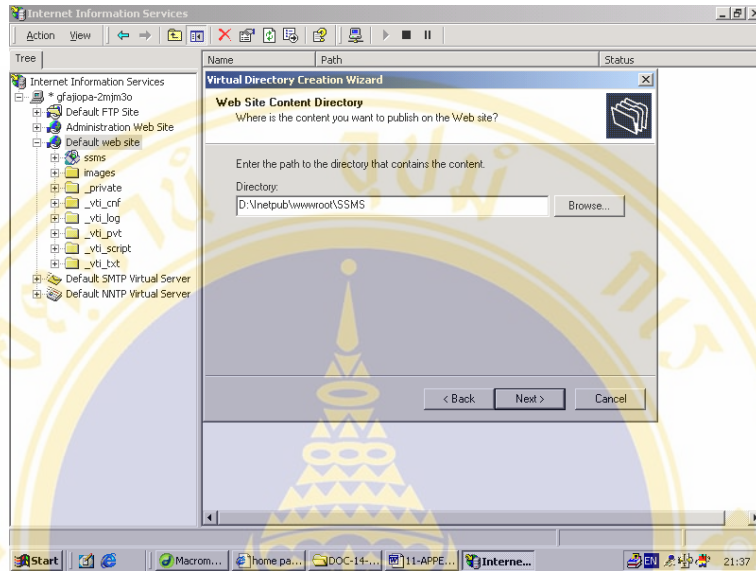 Internet Information Services
Action View
Tree
Name Path Status
Internet Information Services
* gfajiopa-2mjm3o
Default FTP Site
Administration Web Site
Default web site
ssms
images
_private
_vti_cnf
_vti_log
_vti_pvt
_vti_script
_vti_txt
Default SMTP Virtual Server
Default NNTP Virtual Server
Virtual Directory Creation Wizard
Web Site Content Directory
Where is the content you want to publish on the Web site?
Enter the path to the directory that contains the content.
Directory:
D:\Inetpub\wwwroot\SSMS
Browse...
< Back Next > Cancel
Start Macrom... home pa... DOC-14-... 11-APPE... Interne... EN 21:37